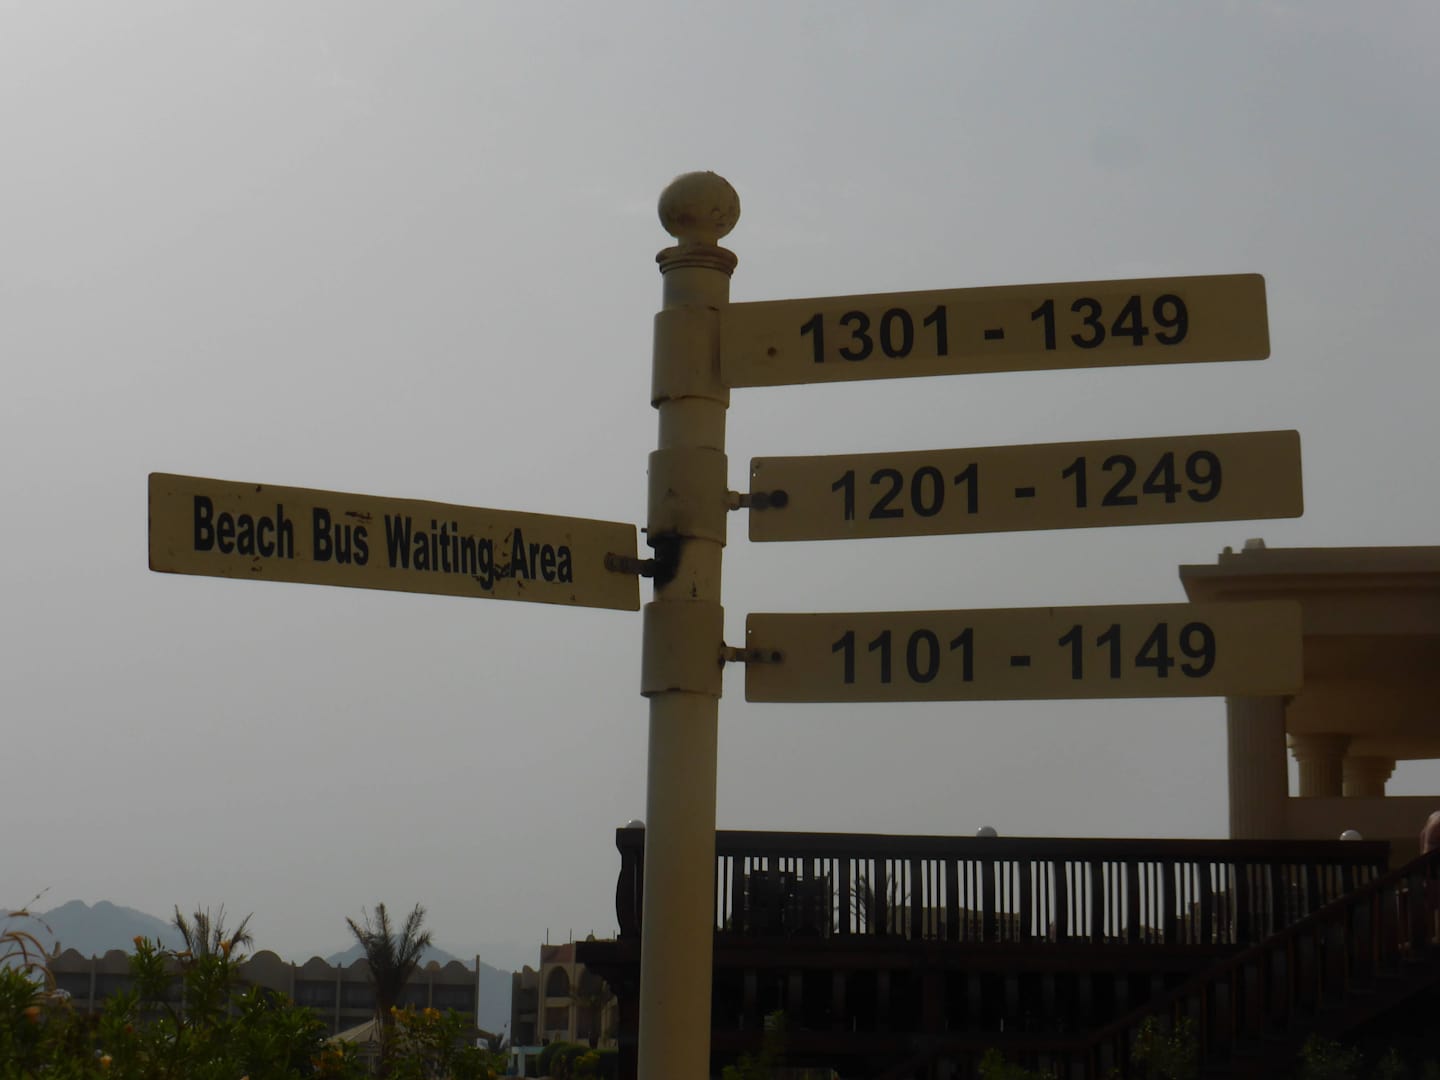 1301 - 1349
1201 - 1249
Beach Bus Waiting Area
1101 - 1149